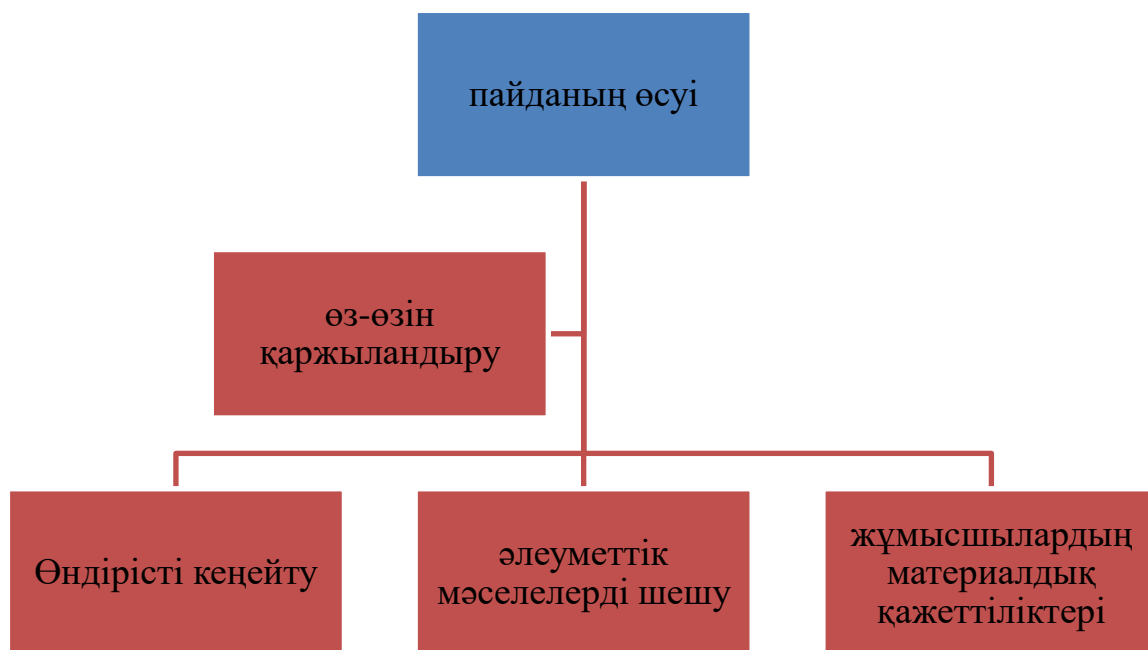 пайданың өсуі
өз-өзін
қаржыландыру
Өндірісті кеңейту
әлеуметтік
мәселелерді шешу
жұмысшылардың
материалдық
қажеттіліктері